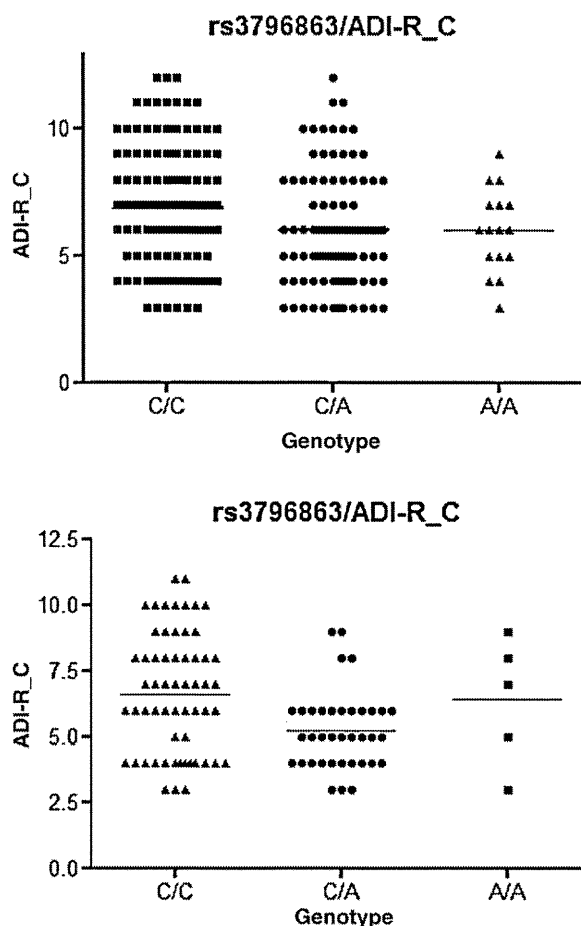 rs3796863/ADI-R_C
ADI-R_C
10
5
0
C/C C/A A/A
Genotype
rs3796863/ADI-R_C
ADI-R_C
12.5
10.0
7.5
5.0
2.5
0.0
C/C C/A A/A
Genotype